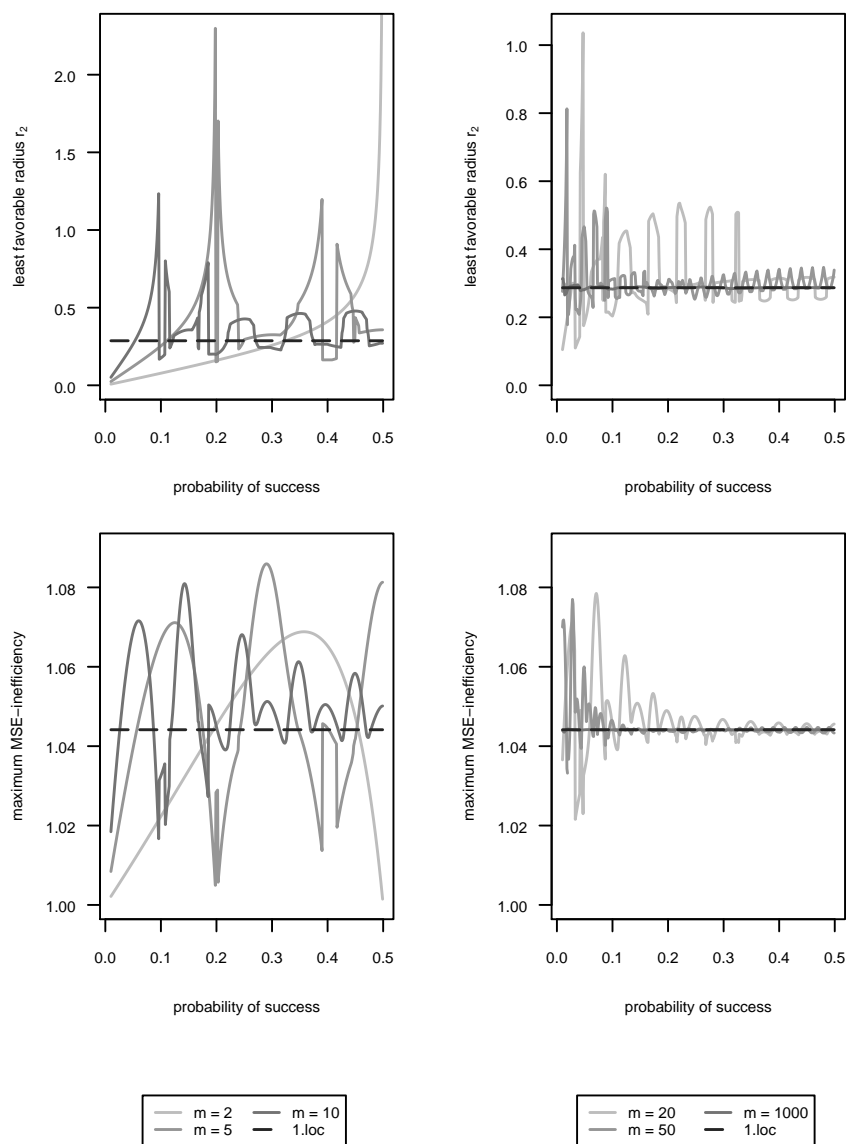 least favorable radius r2
2.0
1.5
1.0
0.5
0.0
0.0 0.1 0.2 0.3 0.4 0.5
probability of success
least favorable radius r2
1.0
0.8
0.6
0.4
0.2
0.0
0.0 0.1 0.2 0.3 0.4 0.5
probability of success
maximum MSE−inefficiency
1.08
1.06
1.04
1.02
1.00
0.0 0.1 0.2 0.3 0.4 0.5
probability of success
maximum MSE−inefficiency
1.08
1.06
1.04
1.02
1.00
0.0 0.1 0.2 0.3 0.4 0.5
probability of success
m = 2 m = 10
m = 5 1.loc
m = 20 m = 1000
m = 50 1.loc